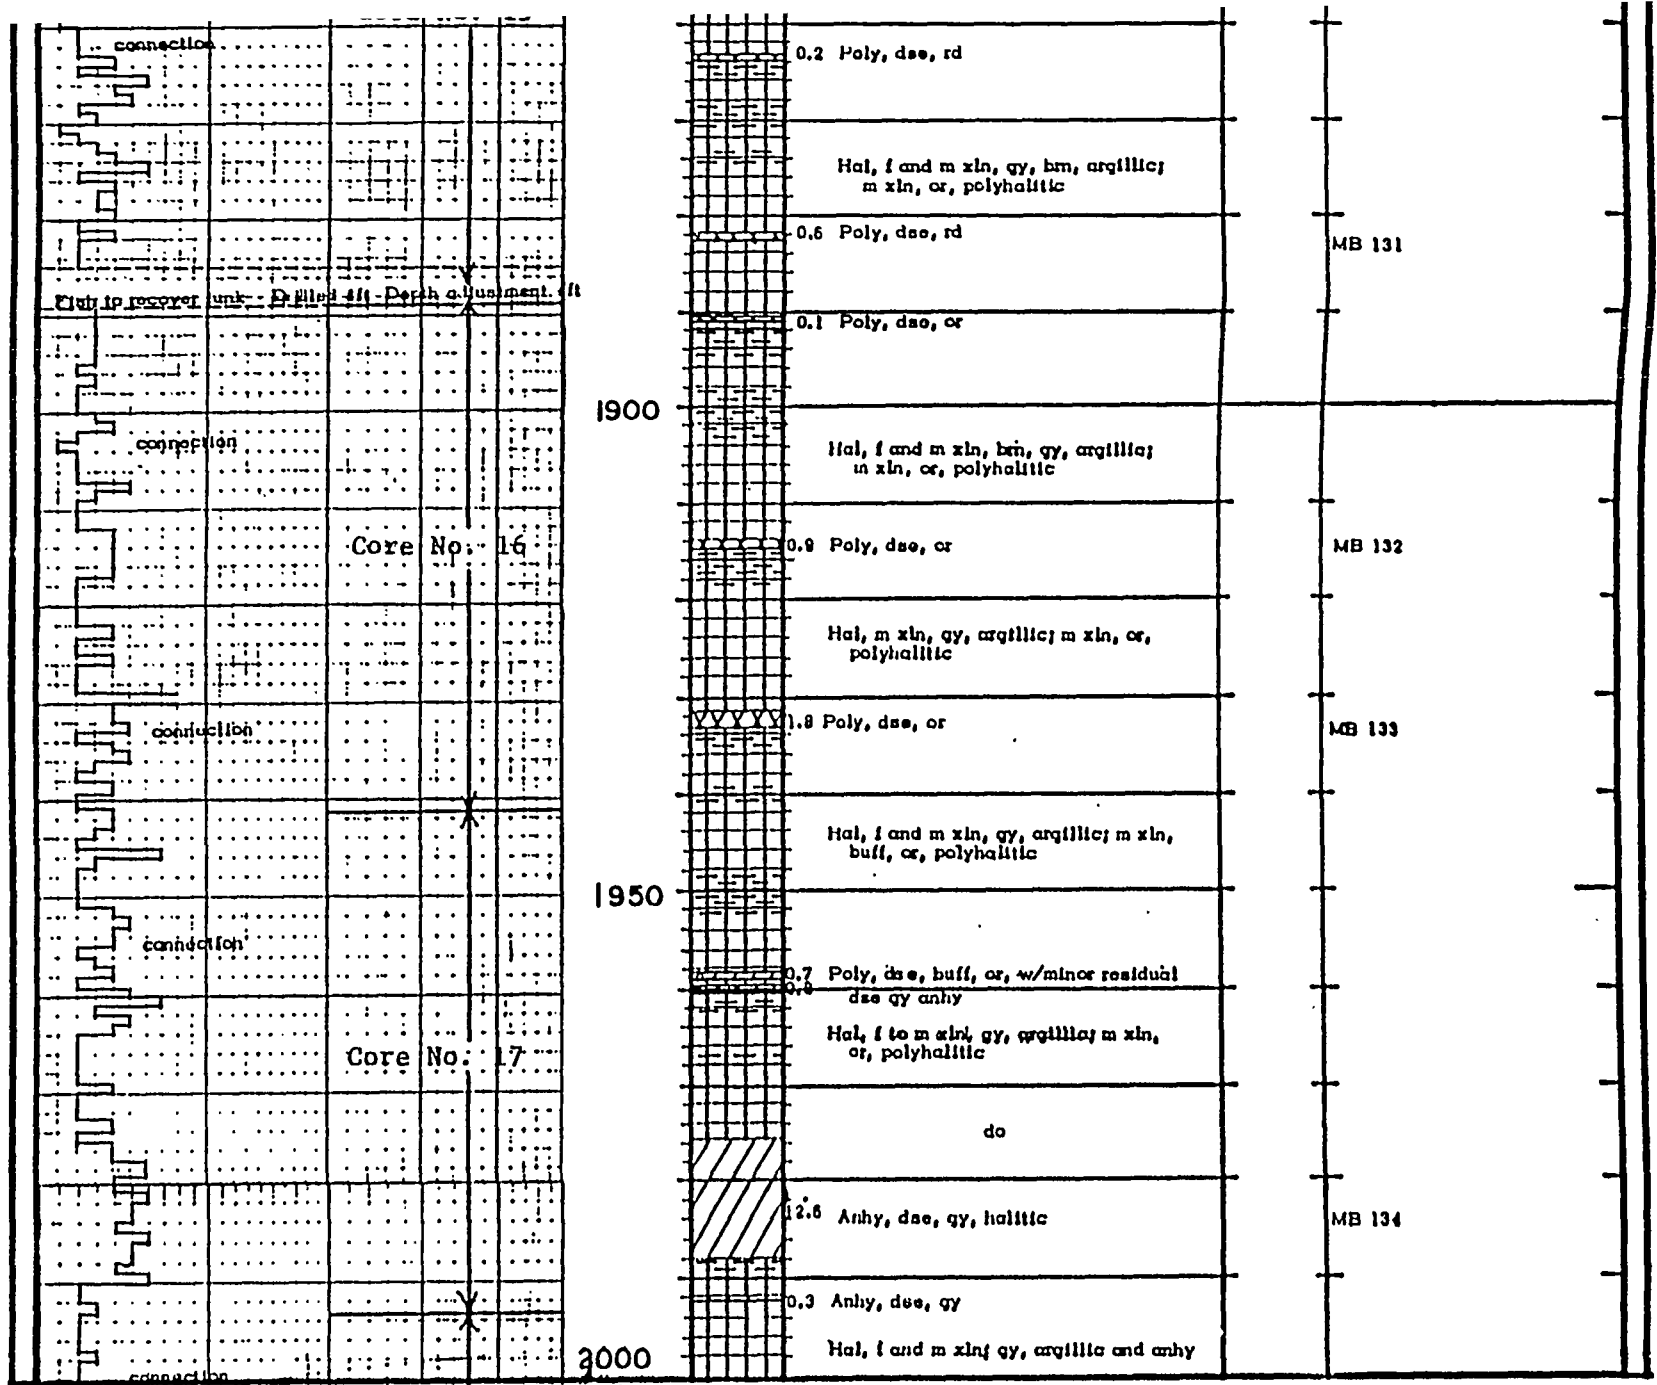 connection
0.2 Poly, dse, rd
Hal, f and m xln, gy, brn, argillic;
m xln, or, polyhalitic
0.6 Poly, dse, rd
MB 131
Fish to recover junk - Drilled 4ft - Depth adjustment ft
0.1 Poly, dse, or
1900
connection
Hal, f and m xln, brn, gy, argillic;
m xln, or, polyhalitic
Core No. 16
0.9 Poly, dse, or
MB 132
Hal, m xln, gy, argillic; m xln, or,
polyhalitic
connection
1.8 Poly, dse, or
MB 133
Hal, f and m xln, gy, argillic; m xln,
buff, or, polyhalitic
1950
connection
0.7 Poly, dse, buff, or, w/minor residual
dse gy anhy
Hal, f to m xln, gy, argillic; m xln,
or, polyhalitic
Core No. 17
do
12.6 Anhy, dse, gy, halitic
MB 134
0.3 Anhy, dse, gy
Hal, f and m xln; gy, argillic and anhy
2000
connection